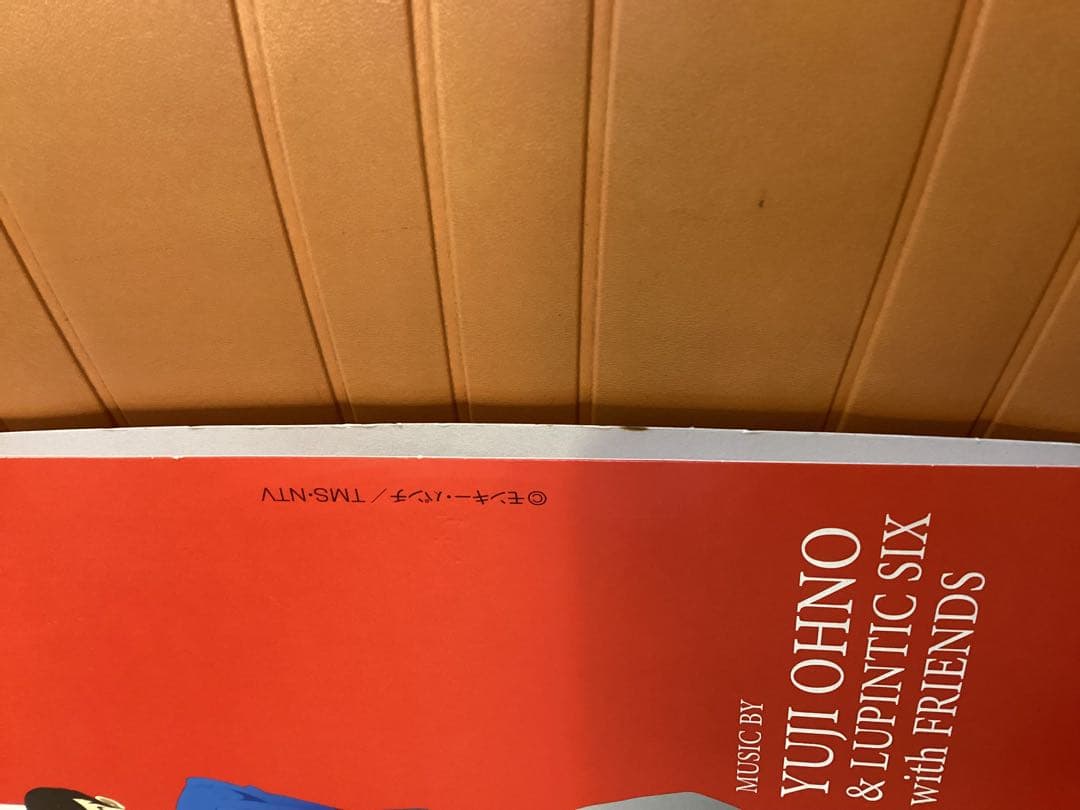 ©モンキー・パンチ／TMS・NTV
MUSIC BY
YUJI OHNO
& LUPINTIC SIX
with FRIENDS